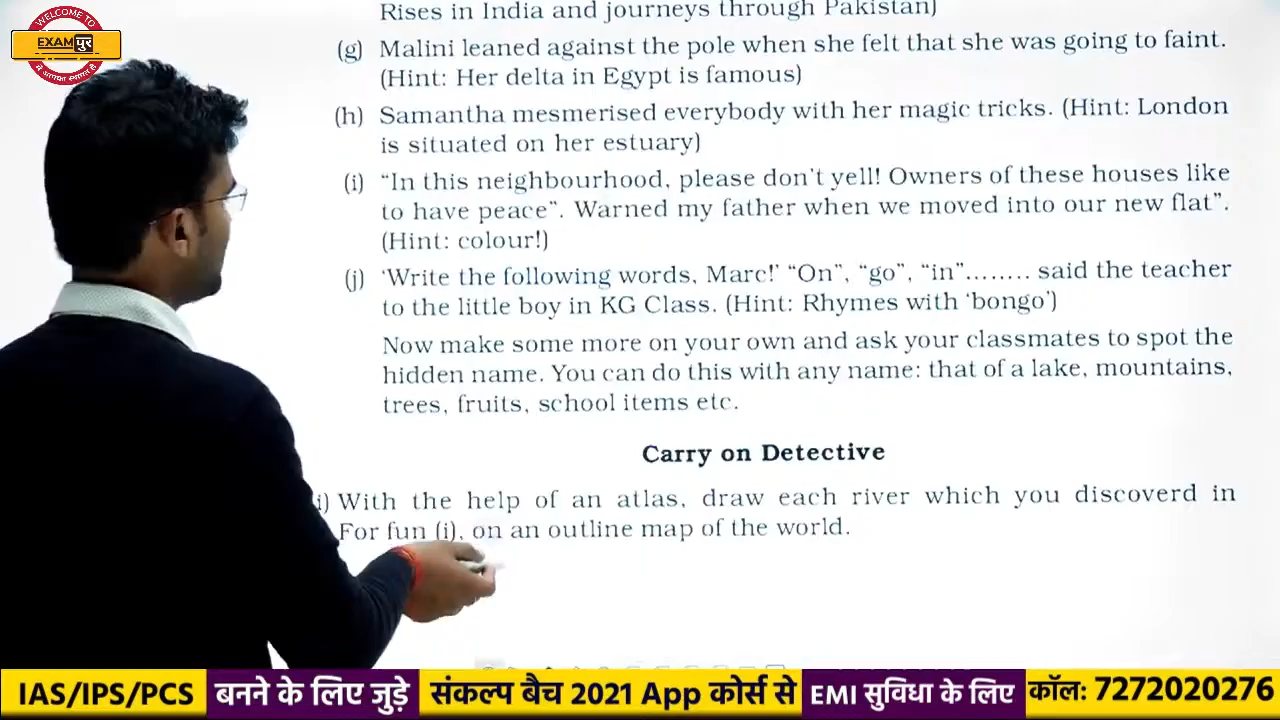 WELCOME TO
EXAMपुर
Rises in India and journeys through Pakistan)
(g) Malini leaned against the pole when she felt that she was going to faint.
(Hint: Her delta in Egypt is famous)
(h) Samantha mesmerised everybody with her magic tricks. (Hint: London
is situated on her estuary)
(i) “In this neighbourhood, please don’t yell! Owners of these houses like
to have peace”. Warned my father when we moved into our new flat”.
(Hint: colour!)
(j) ‘Write the following words, Marc!’ “On”, “go”, “in”........ said the teacher
to the little boy in KG Class. (Hint: Rhymes with ‘bongo’)
Now make some more on your own and ask your classmates to spot the
hidden name. You can do this with any name: that of a lake, mountains,
trees, fruits, school items etc.
Carry on Detective
i) With the help of an atlas, draw each river which you discoverd in
For fun (i), on an outline map of the world.
IAS/IPS/PCS बनने के लिए जुड़े संकल्प बैच 2021 App कोर्स से EMI सुविधा के लिए कॉल: 7272020276